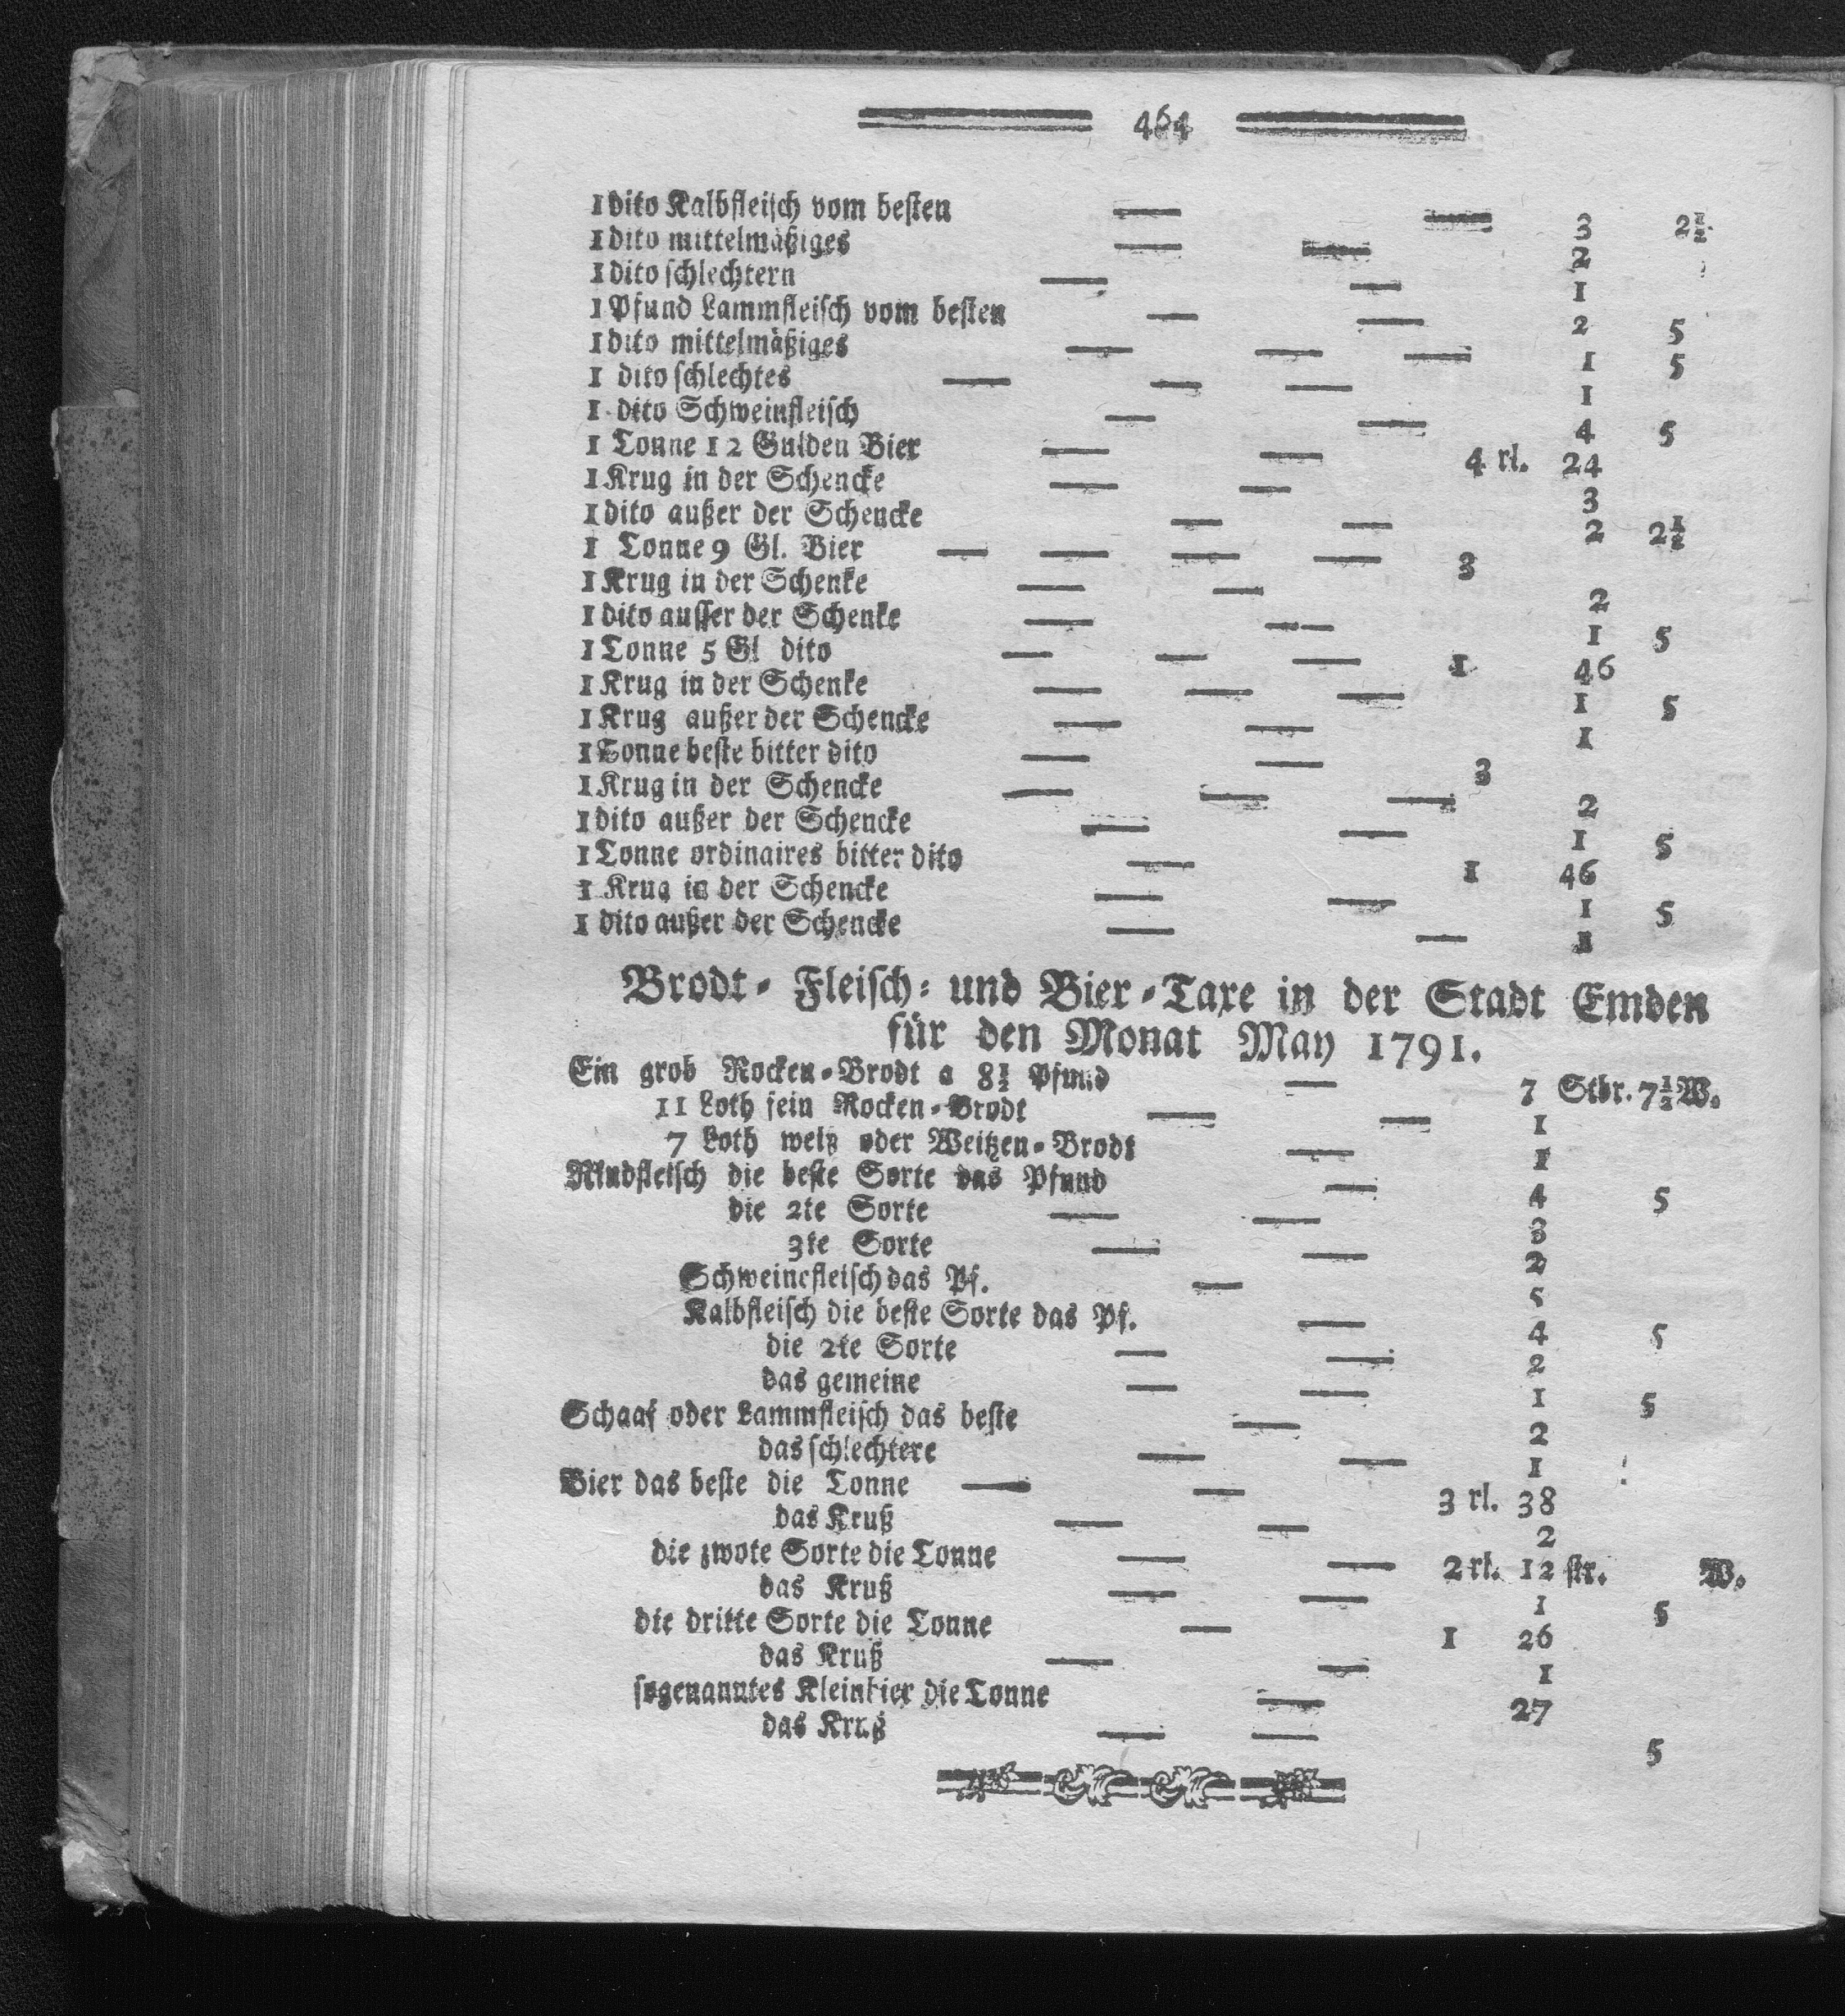 464
1 dito Kalbfleisch vom besten — — 3 2½
1 dito mittelmäßiges — — 2
1 dito schlechtern — — 1
1 Pfund Lammfleisch vom besten — — 2 5
1 dito mittelmäßiges — — — 1 5
1 dito schlechtes — — — 1
1 dito Schweinfleisch — — 4 5
1 Tonne 12 Gulden Bier — — 4 rl. 24
1 Krug in der Schencke — — 3
1 dito außer der Schencke — — 2 2½
1 Tonne 9 Gl. Bier — — — — 3
1 Krug in der Schenke — — 2
1 dito ausser der Schenke — — 1 5
1 Tonne 5 Gl dito — — — 1 46
1 Krug in der Schenke — — — 1 5
1 Krug außer der Schencke — — 1
1 Tonne beste bitter dito — — 3
1 Krug in der Schencke — — — 2
1 dito außer der Schencke — — 1 5
1 Tonne ordinaires bitter dito — 1 46
1 Krug in der Schencke — — 1 5
1 dito außer der Schencke — — 1
Brodt- Fleisch- und Bier-Taxe in der Stadt Emden
für den Monat May 1791.
Ein grob Rocken-Brodt a 8½ Pfund — 7 Stbr. 7½ W.
11 Loth fein Rocken-Brodt — — 1
7 Loth weiß oder Weitzen-Brodt — 1
Rindfleisch die beste Sorte das Pfund — 4 5
die 2te Sorte — — 3
3te Sorte — — 2
Schweinefleisch das Pf. — 5
Kalbfleisch die beste Sorte das Pf. — 4 5
die 2te Sorte — — 2
das gemeine — — 1 5
Schaaf oder Lammfleisch das beste — 2
das schlechtere — — 1
Bier das beste die Tonne — — 3 rl. 38
das Kruß — — 2
die zwote Sorte die Tonne — — 2 rl. 12 str. W.
das Kruß — — 1 5
die dritte Sorte die Tonne — 1 26
das Kruß — — 1
sogenanntes Kleinbier die Tonne — 27
das Kruß — — 5